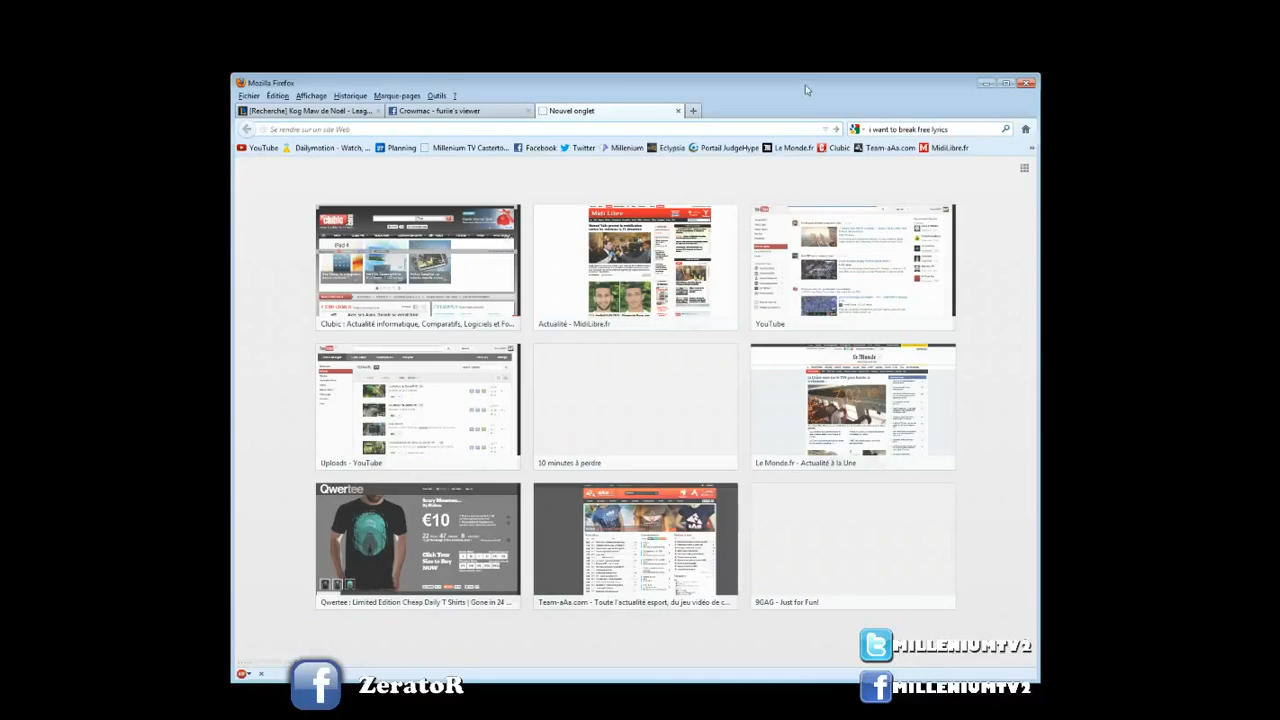 Mozilla Firefox
Fichier Édition Affichage Historique Marque-pages Outils ?
[Recherche] Kog Maw de Noël - Leag... Crowmac - furiie's viewer Nouvel onglet
Se rendre sur un site Web i want to break free lyrics
YouTube Dailymotion - Watch, ... Planning Millenium TV Casterto... Facebook Twitter Millenium Eclypsia Portail JudgeHype Le Monde.fr Clubic Team-aAa.com MidiLibre.fr
Clubic : Actualité informatique, Comparatifs, Logiciels et Fo...
Actualité - MidiLibre.fr
YouTube
Uploads - YouTube
10 minutes à perdre
Le Monde.fr - Actualité à la Une
Qwertee
€10
Qwertee : Limited Edition Cheap Daily T Shirts | Gone in 24 ...
Team-aAa.com - Toute l'actualité esport, du jeu vidéo de c...
9GAG - Just for Fun!
MILLENIUMTV2
ZeratoR
MILLENIUMTV2